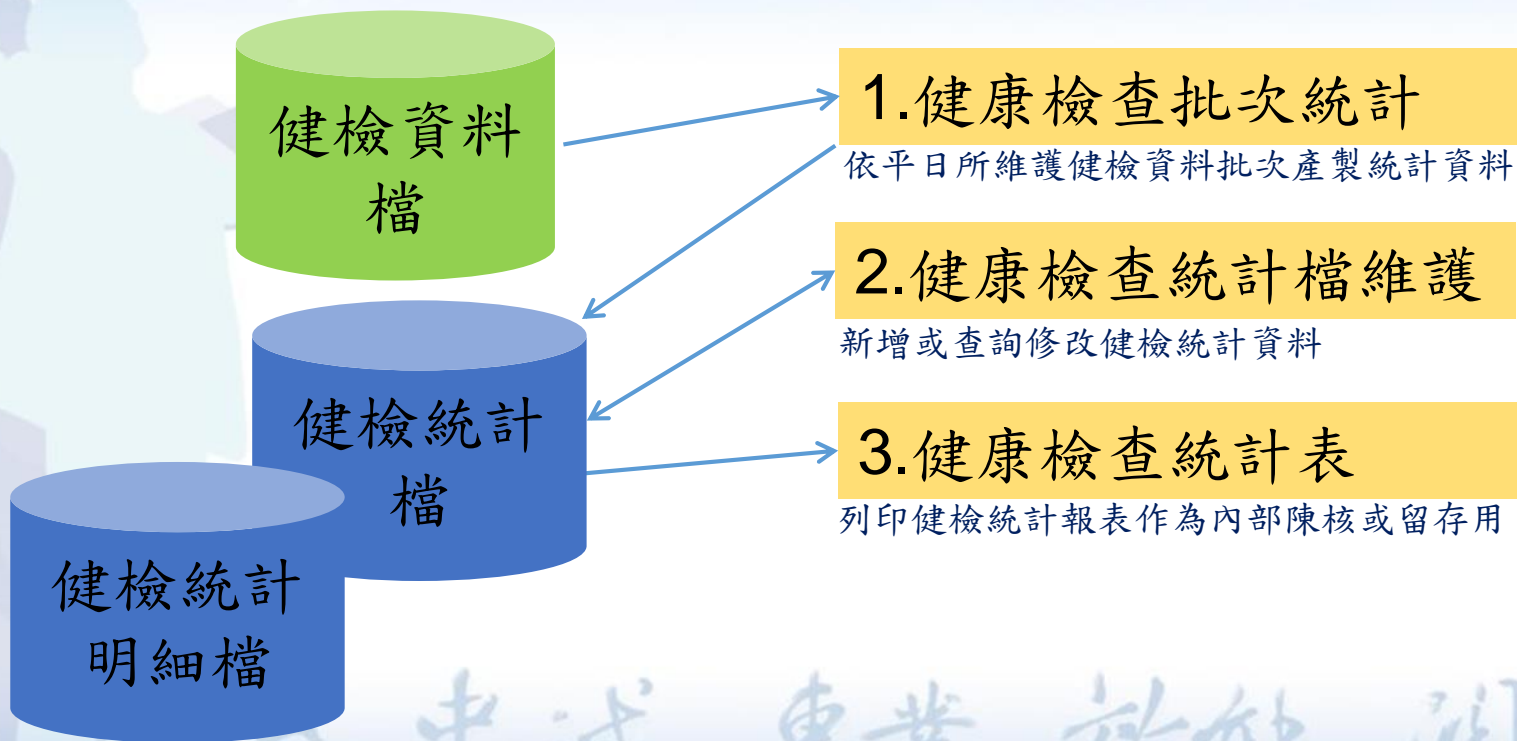 健檢資料
檔
1.健康檢查批次統計
依平日所維護健檢資料批次產製統計資料
2.健康檢查統計檔維護
新增或查詢修改健檢統計資料
健檢統計
檔
3.健康檢查統計表
列印健檢統計報表作為內部陳核或留存用
健檢統計
明細檔